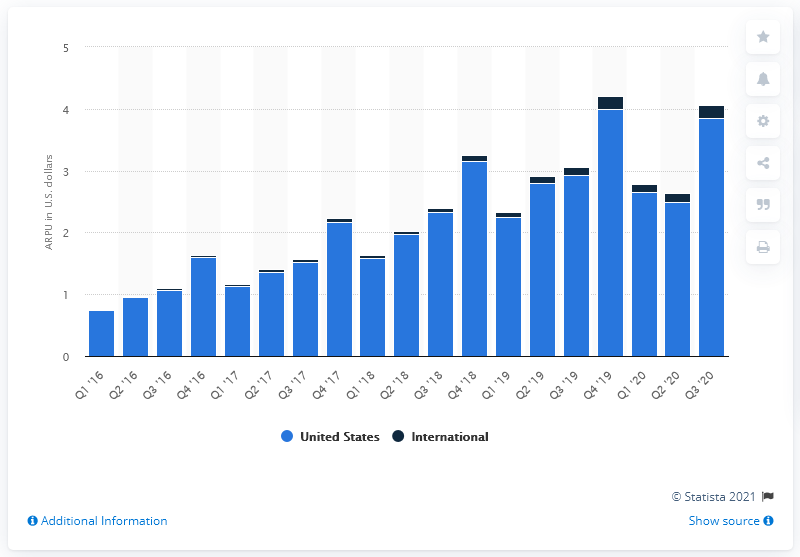 5
4
3
2
1
0
ARPU in U.S. dollars
Q1 '16
Q2 '16
Q3 '16
Q4 '16
Q1 '17
Q2 '17
Q3 '17
Q4 '17
Q1 '18
Q2 '18
Q3 '18
Q4 '18
Q1 '19
Q2 '19
Q3 '19
Q4 '19
Q1 '20
Q2 '20
Q3 '20
United States International
© Statista 2021
Additional Information Show source